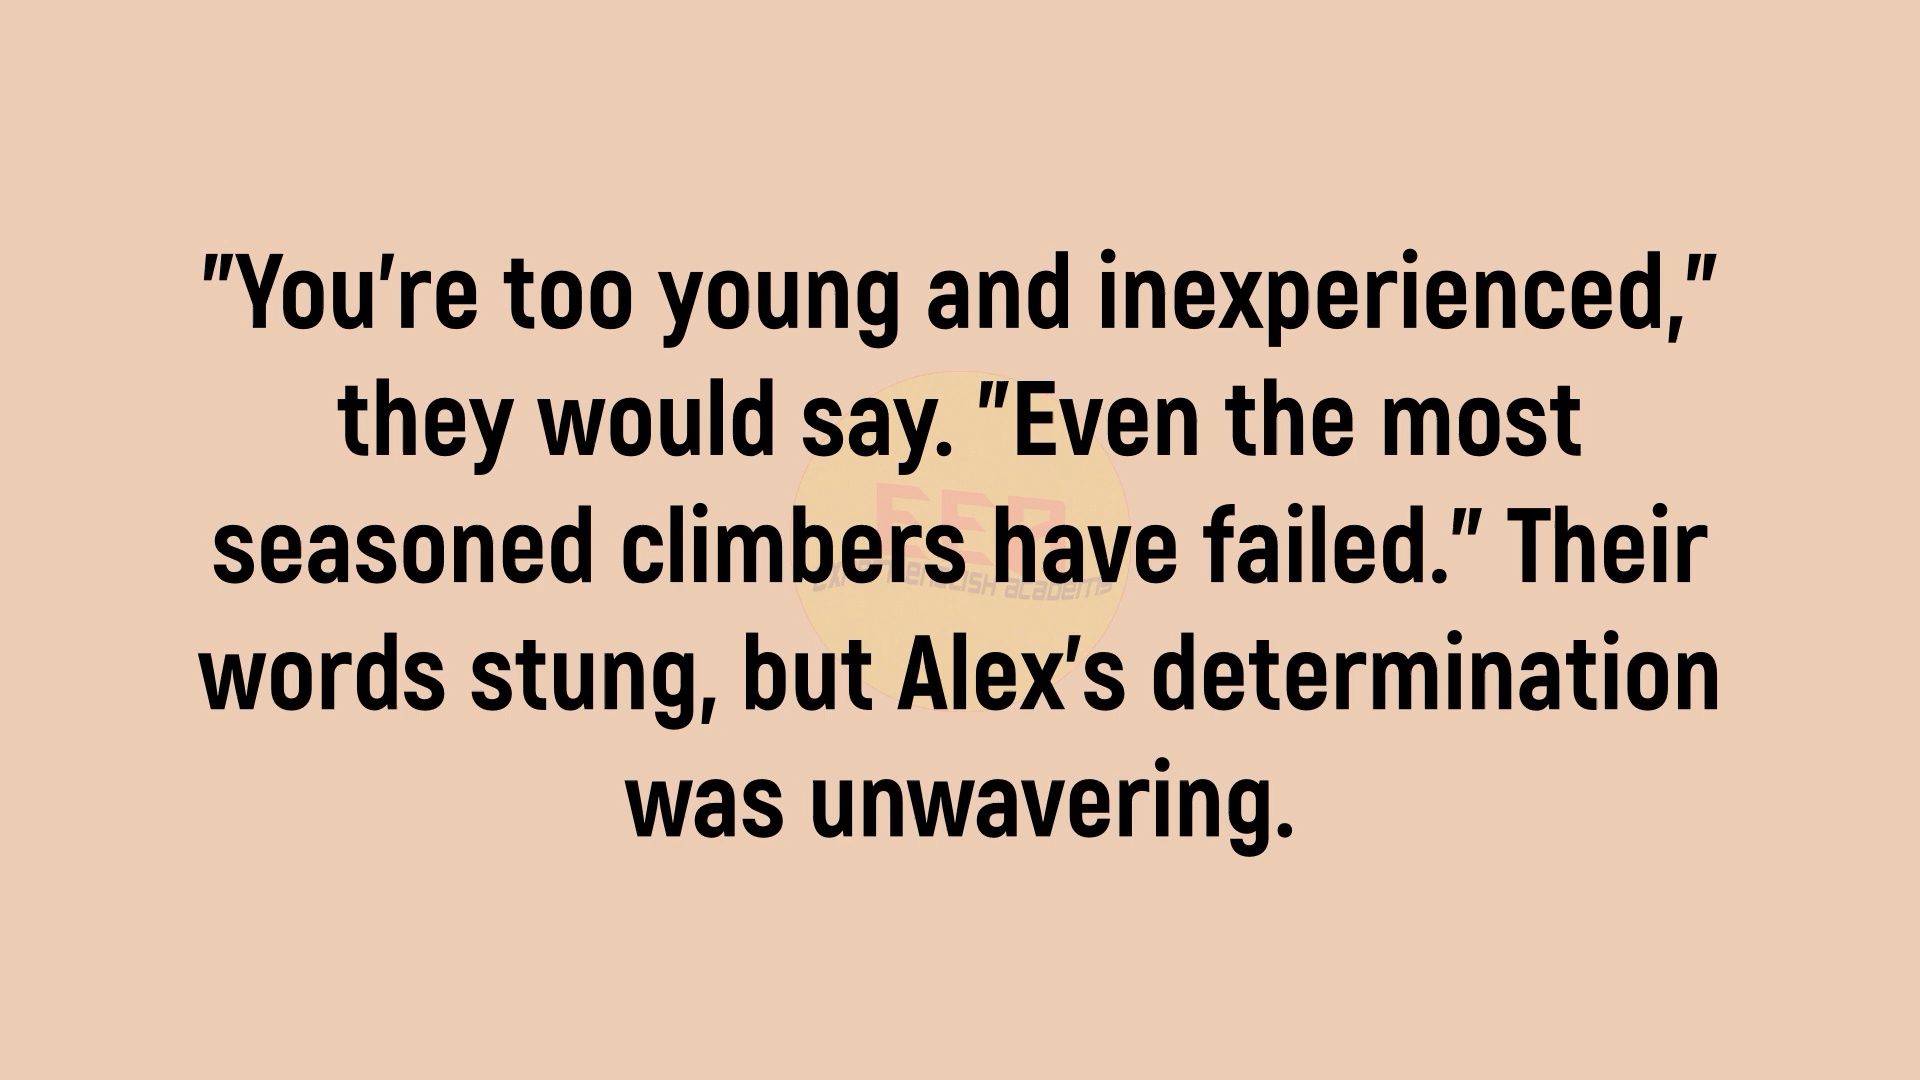 "You're too young and inexperienced,"
they would say. "Even the most
seasoned climbers have failed." Their
words stung, but Alex's determination
was unwavering.